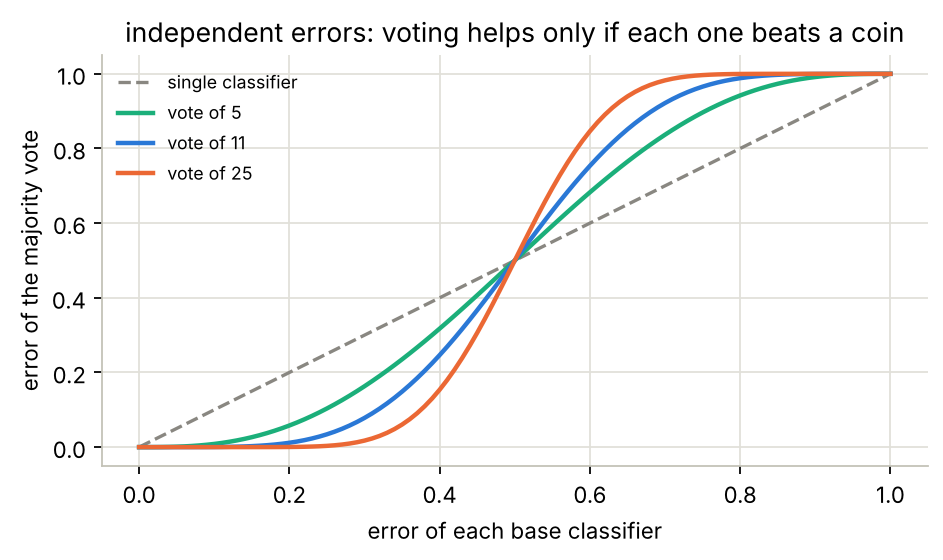 independent errors: voting helps only if each one beats a coin
single classifier
vote of 5
vote of 11
vote of 25
error of the majority vote
1.0
0.8
0.6
0.4
0.2
0.0
0.0 0.2 0.4 0.6 0.8 1.0
error of each base classifier